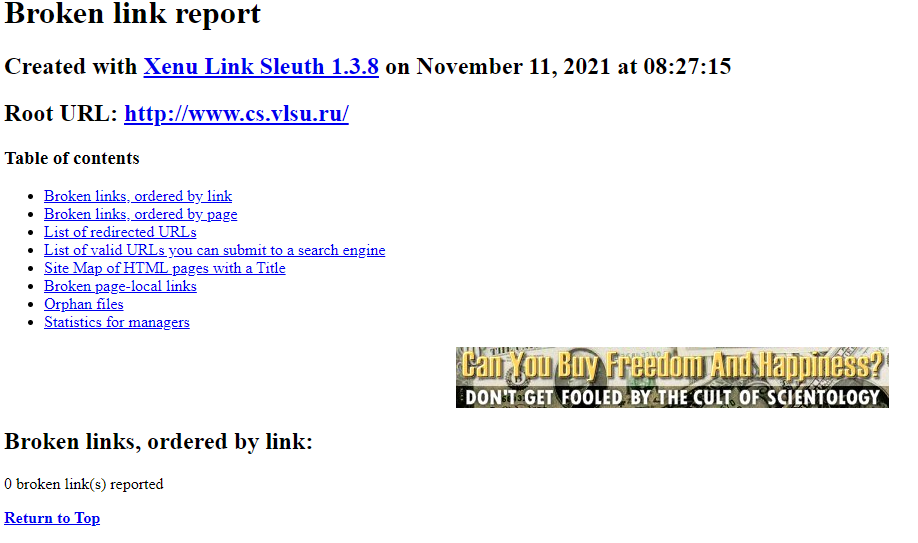 Broken link report
Created with Xenu Link Sleuth 1.3.8 on November 11, 2021 at 08:27:15
Root URL: http://www.cs.vlsu.ru/
Table of contents
Broken links, ordered by link
Broken links, ordered by page
List of redirected URLs
List of valid URLs you can submit to a search engine
Site Map of HTML pages with a Title
Broken page-local links
Orphan files
Statistics for managers
Can You Buy Freedom And Happiness?
DON'T GET FOOLED BY THE CULT OF SCIENTOLOGY
Broken links, ordered by link:
0 broken link(s) reported
Return to Top